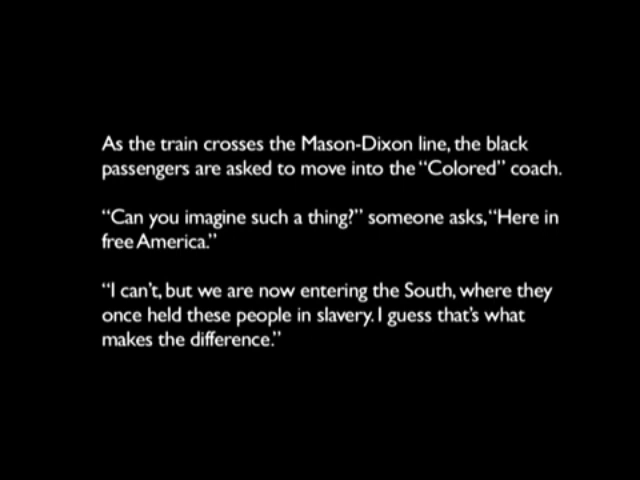 As the train crosses the Mason-Dixon line, the black
passengers are asked to move into the “Colored” coach.
“Can you imagine such a thing?” someone asks, “Here in
free America.”
“I can’t, but we are now entering the South, where they
once held these people in slavery. I guess that’s what
makes the difference.”